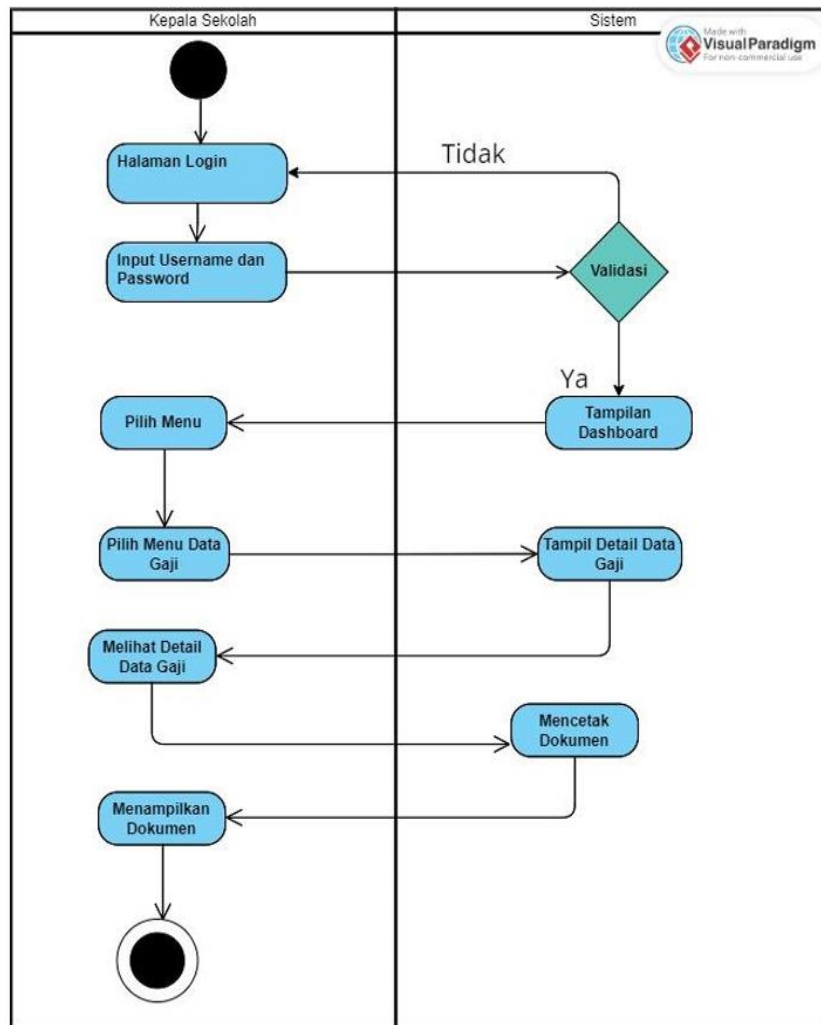 Kepala Sekolah
Sistem
Made with
Visual Paradigm
For non-commercial use
Halaman Login
Tidak
Input Username dan
Password
Validasi
Ya
Pilih Menu
Tampilan
Dashboard
Pilih Menu Data
Gaji
Tampil Detail Data
Gaji
Melihat Detail
Data Gaji
Mencetak
Dokumen
Menampilkan
Dokumen